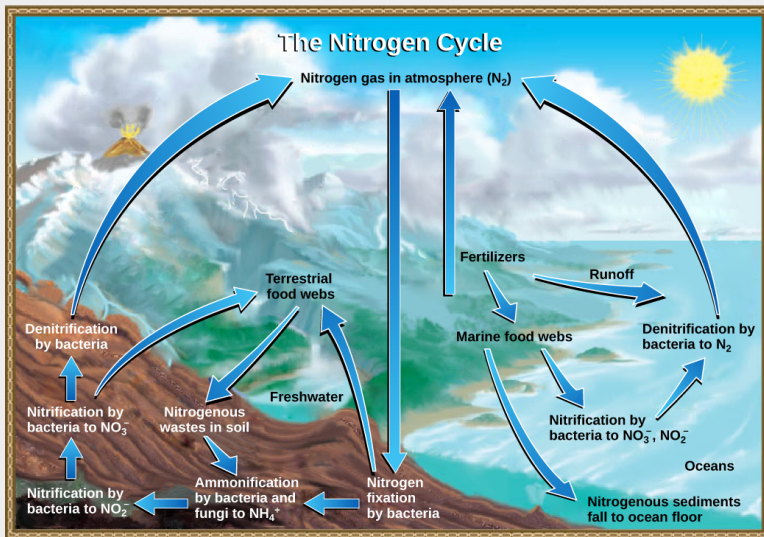 The Nitrogen Cycle
Nitrogen gas in atmosphere (N₂)
Fertilizers
Runoff
Terrestrial
food webs
Denitrification
by bacteria
Marine food webs
Denitrification by
bacteria to N₂
Freshwater
Nitrification by
bacteria to NO₃⁻
Nitrogenous
wastes in soil
Nitrification by
bacteria to NO₃⁻, NO₂⁻
Oceans
Nitrification by
bacteria to NO₂⁻
Ammonification
by bacteria and
fungi to NH₄⁺
Nitrogen
fixation
by bacteria
Nitrogenous sediments
fall to ocean floor